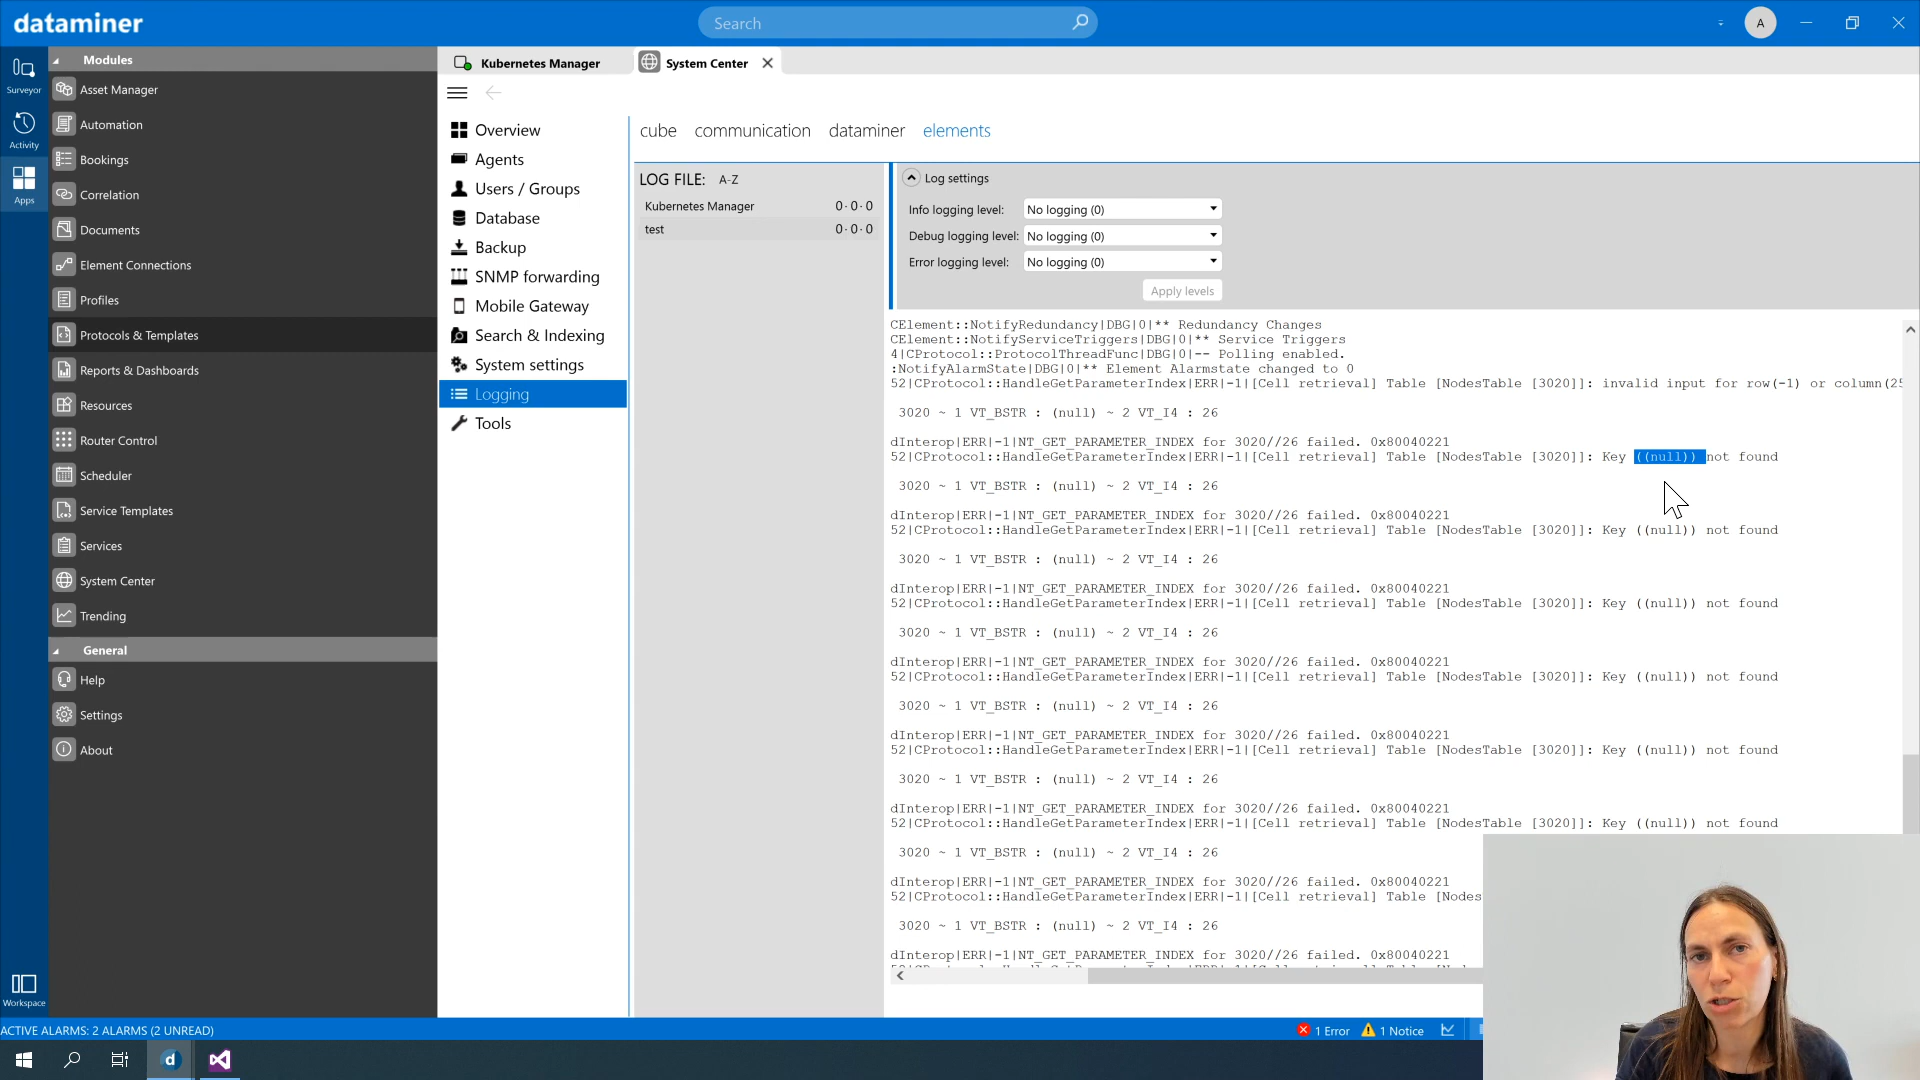 dataminer
Search
A
Surveyor
Activity
Apps
Workspace
Modules
Asset Manager
Automation
Bookings
Correlation
Documents
Element Connections
Profiles
Protocols & Templates
Reports & Dashboards
Resources
Router Control
Scheduler
Service Templates
Services
System Center
Trending
General
Help
Settings
About
Kubernetes Manager
System Center
Overview
Agents
Users / Groups
Database
Backup
SNMP forwarding
Mobile Gateway
Search & Indexing
System settings
Logging
Tools
cube communication dataminer elements
LOG FILE: A-Z
Kubernetes Manager 0·0·0
test 0·0·0
Log settings
Info logging level: No logging (0)
Debug logging level: No logging (0)
Error logging level: No logging (0)
Apply levels
CElement::NotifyRedundancy|DBG|0|** Redundancy Changes
CElement::NotifyServiceTriggers|DBG|0|** Service Triggers
4|CProtocol::ProtocolThreadFunc|DBG|0|-- Polling enabled.
:NotifyAlarmState|DBG|0|** Element Alarmstate changed to 0
52|CProtocol::HandleGetParameterIndex|ERR|-1|[Cell retrieval] Table [NodesTable [3020]]: invalid input for row(-1) or column(25
3020 ~ 1 VT_BSTR : (null) ~ 2 VT_I4 : 26
dInterop|ERR|-1|NT_GET_PARAMETER_INDEX for 3020//26 failed. 0x80040221
52|CProtocol::HandleGetParameterIndex|ERR|-1|[Cell retrieval] Table [NodesTable [3020]]: Key ((null)) not found
3020 ~ 1 VT_BSTR : (null) ~ 2 VT_I4 : 26
dInterop|ERR|-1|NT_GET_PARAMETER_INDEX for 3020//26 failed. 0x80040221
52|CProtocol::HandleGetParameterIndex|ERR|-1|[Cell retrieval] Table [NodesTable [3020]]: Key ((null)) not found
3020 ~ 1 VT_BSTR : (null) ~ 2 VT_I4 : 26
dInterop|ERR|-1|NT_GET_PARAMETER_INDEX for 3020//26 failed. 0x80040221
52|CProtocol::HandleGetParameterIndex|ERR|-1|[Cell retrieval] Table [NodesTable [3020]]: Key ((null)) not found
3020 ~ 1 VT_BSTR : (null) ~ 2 VT_I4 : 26
dInterop|ERR|-1|NT_GET_PARAMETER_INDEX for 3020//26 failed. 0x80040221
52|CProtocol::HandleGetParameterIndex|ERR|-1|[Cell retrieval] Table [NodesTable [3020]]: Key ((null)) not found
3020 ~ 1 VT_BSTR : (null) ~ 2 VT_I4 : 26
dInterop|ERR|-1|NT_GET_PARAMETER_INDEX for 3020//26 failed. 0x80040221
52|CProtocol::HandleGetParameterIndex|ERR|-1|[Cell retrieval] Table [NodesTable [3020]]: Key ((null)) not found
3020 ~ 1 VT_BSTR : (null) ~ 2 VT_I4 : 26
dInterop|ERR|-1|NT_GET_PARAMETER_INDEX for 3020//26 failed. 0x80040221
52|CProtocol::HandleGetParameterIndex|ERR|-1|[Cell retrieval] Table [NodesTable [3020]]: Key ((null)) not found
3020 ~ 1 VT_BSTR : (null) ~ 2 VT_I4 : 26
dInterop|ERR|-1|NT_GET_PARAMETER_INDEX for 3020//26 failed. 0x80040221
52|CProtocol::HandleGetParameterIndex|ERR|-1|[Cell retrieval] Table [Nodes
3020 ~ 1 VT_BSTR : (null) ~ 2 VT_I4 : 26
dInterop|ERR|-1|NT_GET_PARAMETER_INDEX for 3020//26 failed. 0x80040221
ACTIVE ALARMS: 2 ALARMS (2 UNREAD)
1 Error 1 Notice
d